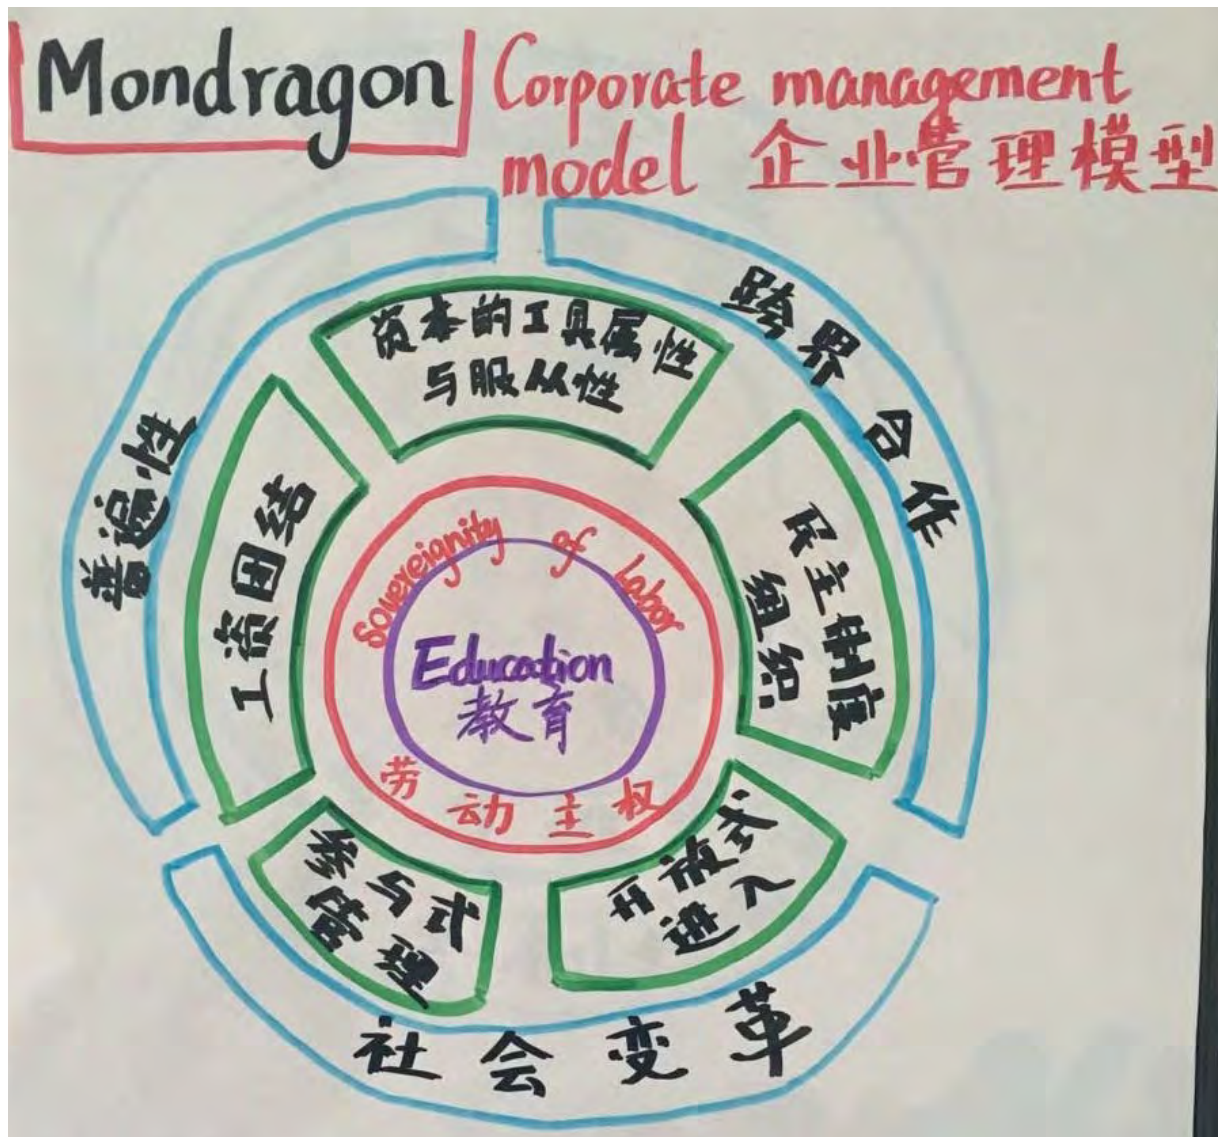 Mondragon
Corporate management
model 企业管理模型
普遍性
跨界合作
资本的工具属性
与服从性
工资团结
民主制度
组织
Sovereignity of Labor
Education
教育
劳动主权
参与式
管理
开放式
进入
社会变革